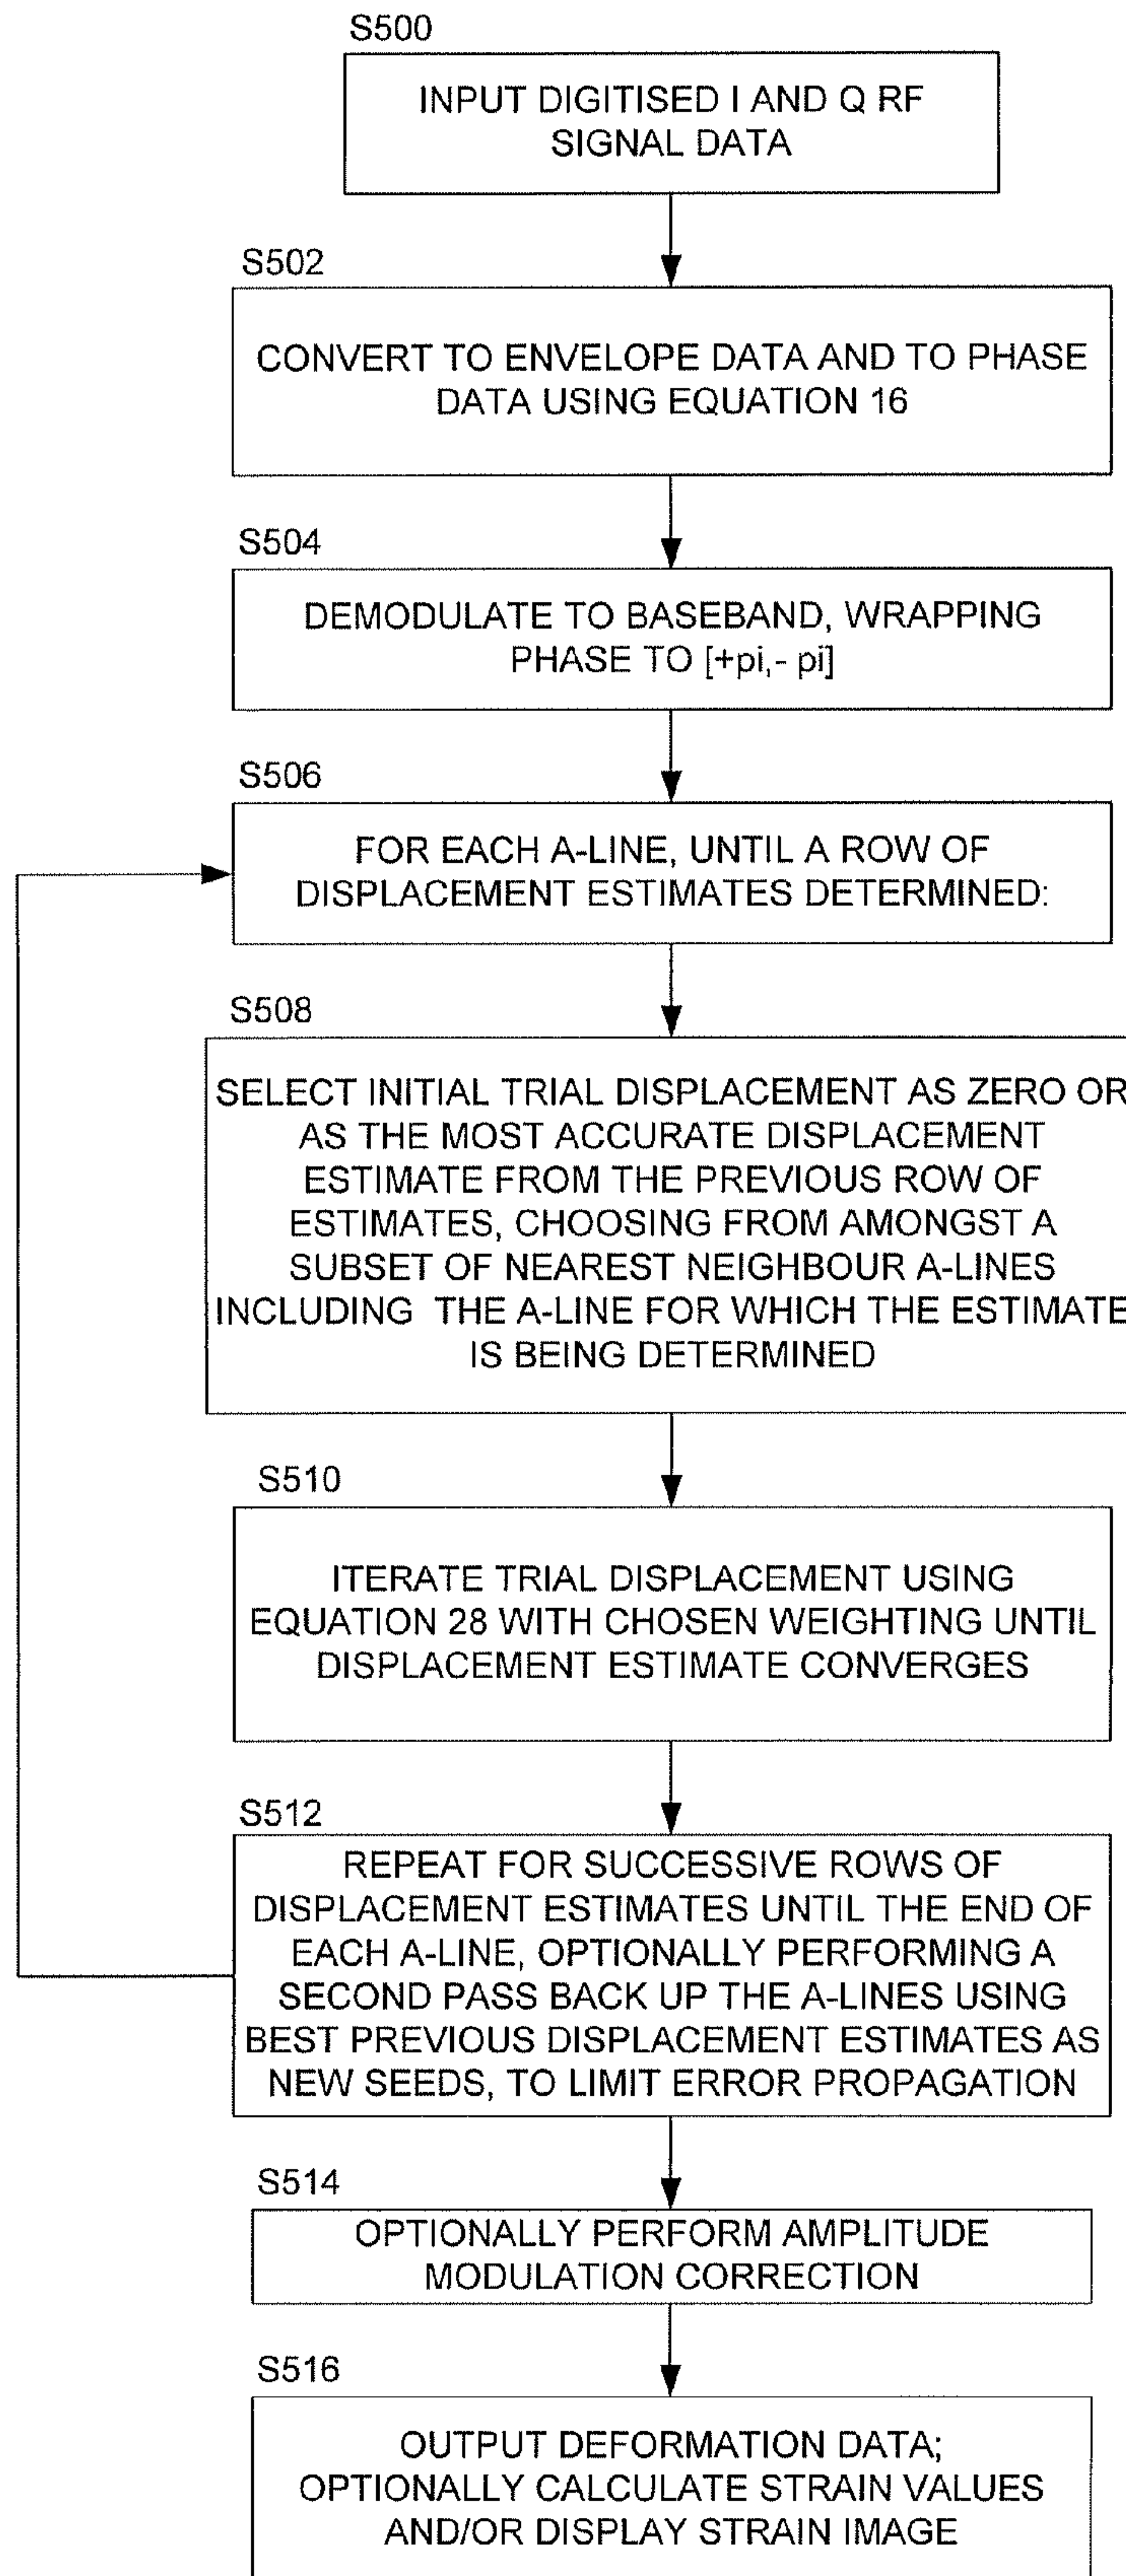 S500
INPUT DIGITISED I AND Q RF
SIGNAL DATA
S502
CONVERT TO ENVELOPE DATA AND TO PHASE
DATA USING EQUATION 16
S504
DEMODULATE TO BASEBAND, WRAPPING
PHASE TO [+pi,- pi]
S506
FOR EACH A-LINE, UNTIL A ROW OF
DISPLACEMENT ESTIMATES DETERMINED:
S508
SELECT INITIAL TRIAL DISPLACEMENT AS ZERO OR
AS THE MOST ACCURATE DISPLACEMENT
ESTIMATE FROM THE PREVIOUS ROW OF
ESTIMATES, CHOOSING FROM AMONGST A
SUBSET OF NEAREST NEIGHBOUR A-LINES
INCLUDING THE A-LINE FOR WHICH THE ESTIMATE
IS BEING DETERMINED
S510
ITERATE TRIAL DISPLACEMENT USING
EQUATION 28 WITH CHOSEN WEIGHTING UNTIL
DISPLACEMENT ESTIMATE CONVERGES
S512
REPEAT FOR SUCCESSIVE ROWS OF
DISPLACEMENT ESTIMATES UNTIL THE END OF
EACH A-LINE, OPTIONALLY PERFORMING A
SECOND PASS BACK UP THE A-LINES USING
BEST PREVIOUS DISPLACEMENT ESTIMATES AS
NEW SEEDS, TO LIMIT ERROR PROPAGATION
S514
OPTIONALLY PERFORM AMPLITUDE
MODULATION CORRECTION
S516
OUTPUT DEFORMATION DATA;
OPTIONALLY CALCULATE STRAIN VALUES
AND/OR DISPLAY STRAIN IMAGE